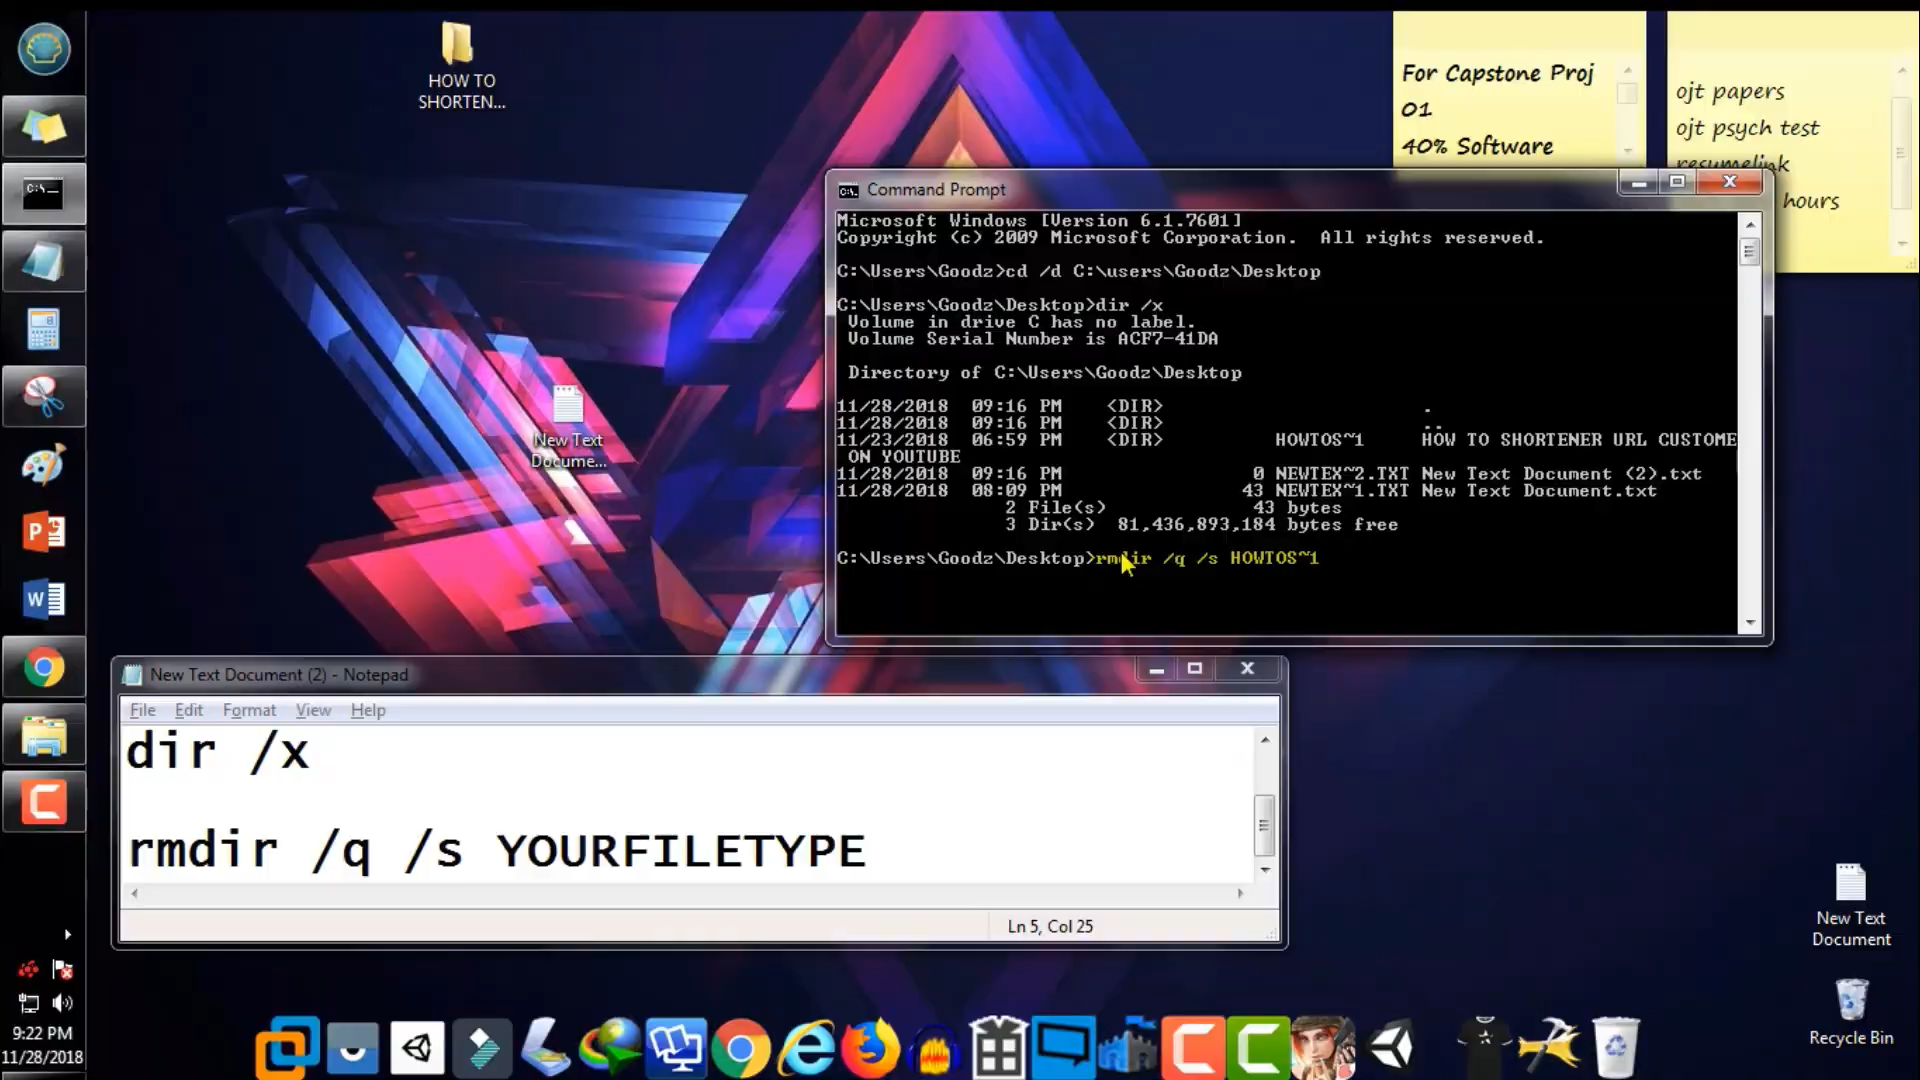 HOW TO
SHORTEN...
For Capstone Proj
01
40% Software
ojt papers
ojt psych test
resumelink
hours
Command Prompt
Microsoft Windows [Version 6.1.7601]
Copyright (c) 2009 Microsoft Corporation.  All rights reserved.
C:\Users\Goodz>cd /d C:\users\Goodz\Desktop
C:\Users\Goodz\Desktop>dir /x
Volume in drive C has no label.
Volume Serial Number is ACF7-41DA
Directory of C:\Users\Goodz\Desktop
11/28/2018  09:16 PM    <DIR>                       .
11/28/2018  09:16 PM    <DIR>                       ..
11/23/2018  06:59 PM    <DIR>          HOWTOS~1     HOW TO SHORTENER URL CUSTOME
ON YOUTUBE
11/28/2018  09:16 PM                 0 NEWTEX~2.TXT New Text Document (2).txt
11/28/2018  08:09 PM                43 NEWTEX~1.TXT New Text Document.txt
2 File(s)             43 bytes
3 Dir(s)  81,436,893,184 bytes free
C:\Users\Goodz\Desktop>rmdir /q /s HOWTOS~1
New Text
Docume...
New Text Document (2) - Notepad
File Edit Format View Help
dir /x
rmdir /q /s YOURFILETYPE
Ln 5, Col 25
New Text
Document
Recycle Bin
9:22 PM
11/28/2018